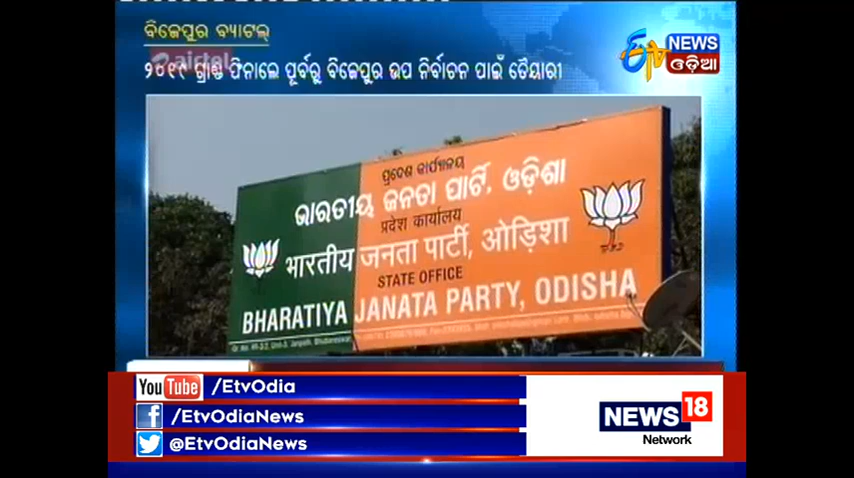 ବିଜେପୁର ବ୍ୟାଟଲ୍
airtel
୨୦୧୯ ଗ୍ରାଣ୍ଡ ଫିନାଲେ ପୂର୍ବରୁ ବିଜେପୁର ଉପ ନିର୍ବାଚନ ପାଇଁ ତୈୟାରୀ
etv NEWS
ଓଡ଼ିଆ
ପ୍ରଦେଶ କାର୍ଯ୍ୟାଳୟ
ଭାରତୀୟ ଜନତା ପାର୍ଟି, ଓଡ଼ିଶା
प्रदेश कार्यालय
भारतीय जनता पार्टी, ओड़िशा
STATE OFFICE
BHARATIYA JANATA PARTY, ODISHA
YouTube /EtvOdia
f /EtvOdiaNews
@EtvOdiaNews
NEWS18
Network